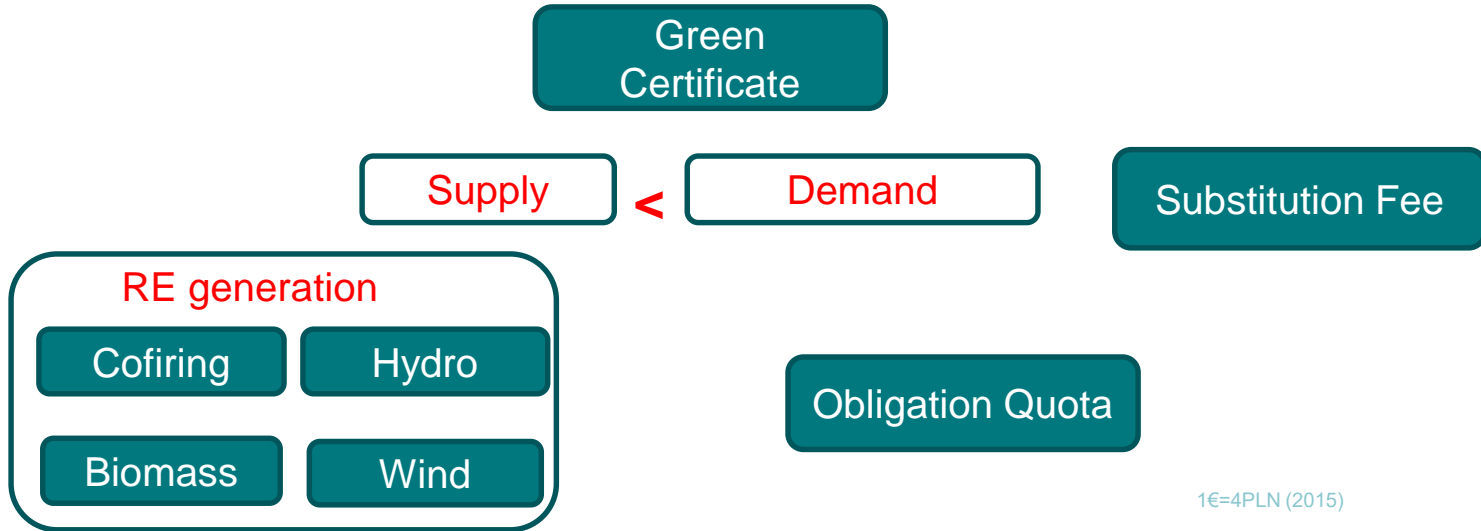 Green
Certificate
Supply < Demand
Substitution Fee
RE generation
Cofiring
Hydro
Biomass
Wind
Obligation Quota
1€=4PLN (2015)